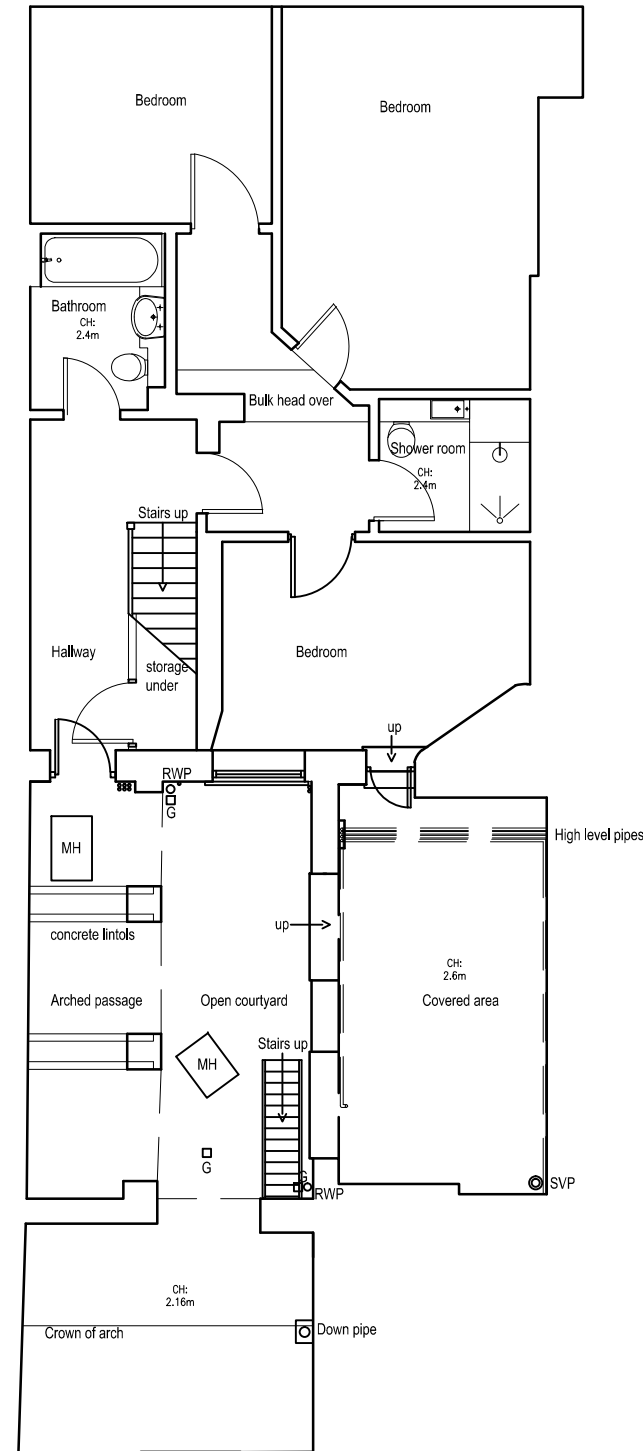 Bedroom
Bedroom
Bathroom
CH:
2.4m
Bulk head over
Shower room
CH:
2.4m
Stairs up
Hallway
storage
under
Bedroom
up
RWP
G
MH
High level pipes
concrete lintols
up
CH:
2.6m
Arched passage
Open courtyard
Covered area
Stairs up
MH
G
G
RWP
SVP
CH:
2.16m
Crown of arch
Down pipe